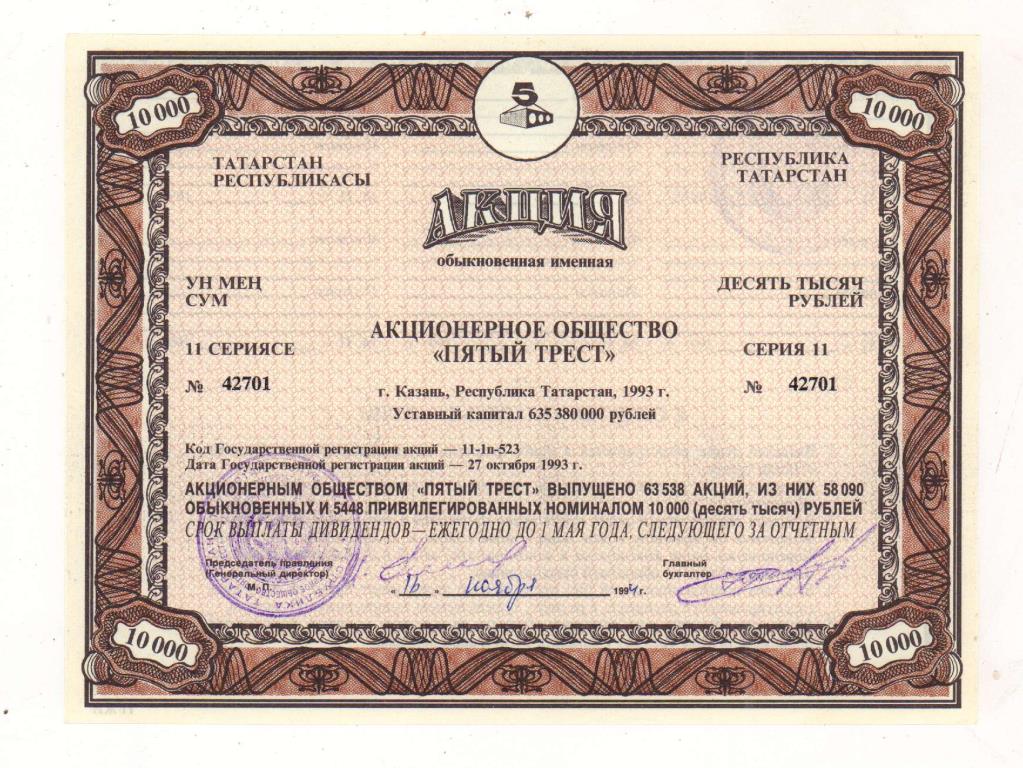 5
10 000
10 000
ТАТАРСТАН
РЕСПУБЛИКАСЫ
РЕСПУБЛИКА
ТАТАРСТАН
АКЦИЯ
обыкновенная именная
УН МЕҢ
СУМ
ДЕСЯТЬ ТЫСЯЧ
РУБЛЕЙ
АКЦИОНЕРНОЕ ОБЩЕСТВО
«ПЯТЫЙ ТРЕСТ»
11 СЕРИЯСЕ
СЕРИЯ 11
№ 42701
№ 42701
г. Казань, Республика Татарстан, 1993 г.
Уставный капитал 635 380 000 рублей
Код Государственной регистрации акций — 11-1п-523
Дата Государственной регистрации акций — 27 октября 1993 г.
АКЦИОНЕРНЫМ ОБЩЕСТВОМ «ПЯТЫЙ ТРЕСТ» ВЫПУЩЕНО 63 538 АКЦИЙ, ИЗ НИХ 58 090
ОБЫКНОВЕННЫХ И 5448 ПРИВИЛЕГИРОВАННЫХ НОМИНАЛОМ 10 000 (десять тысяч) РУБЛЕЙ
СРОК ВЫПЛАТЫ ДИВИДЕНДОВ—ЕЖЕГОДНО ДО 1 МАЯ ГОДА, СЛЕДУЮЩЕГО ЗА ОТЧЕТНЫМ
Председатель правления
(Генеральный директор)
М. П.
« 16 » ноября 1994 г.
Главный
бухгалтер
10 000
10 000